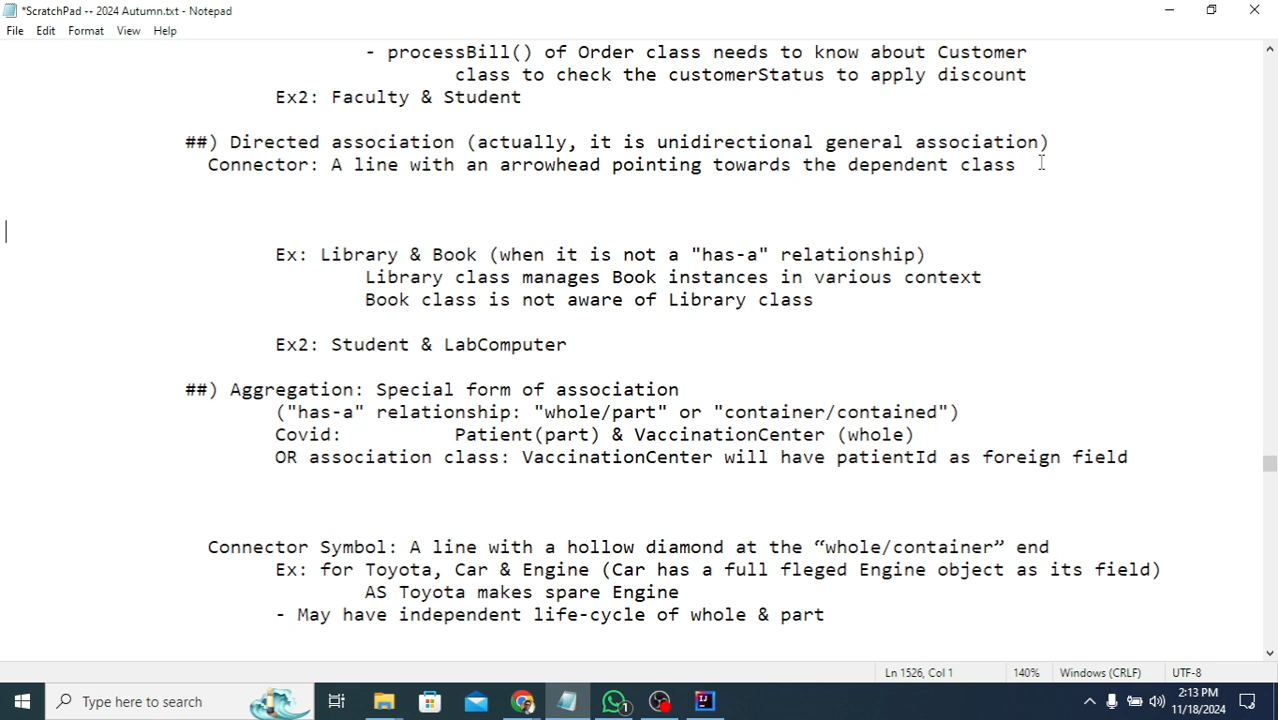 *ScratchPad -- 2024 Autumn.txt - Notepad
File Edit Format View Help
- processBill() of Order class needs to know about Customer
class to check the customerStatus to apply discount
Ex2: Faculty & Student
##) Directed association (actually, it is unidirectional general association)
Connector: A line with an arrowhead pointing towards the dependent class
Ex: Library & Book (when it is not a "has-a" relationship)
Library class manages Book instances in various context
Book class is not aware of Library class
Ex2: Student & LabComputer
##) Aggregation: Special form of association
("has-a" relationship: "whole/part" or "container/contained")
Covid: Patient(part) & VaccinationCenter (whole)
OR association class: VaccinationCenter will have patientId as foreign field
Connector Symbol: A line with a hollow diamond at the “whole/container” end
Ex: for Toyota, Car & Engine (Car has a full fleged Engine object as its field)
AS Toyota makes spare Engine
- May have independent life-cycle of whole & part
Ln 1526, Col 1 140% Windows (CRLF) UTF-8
Type here to search
1
2:13 PM
11/18/2024